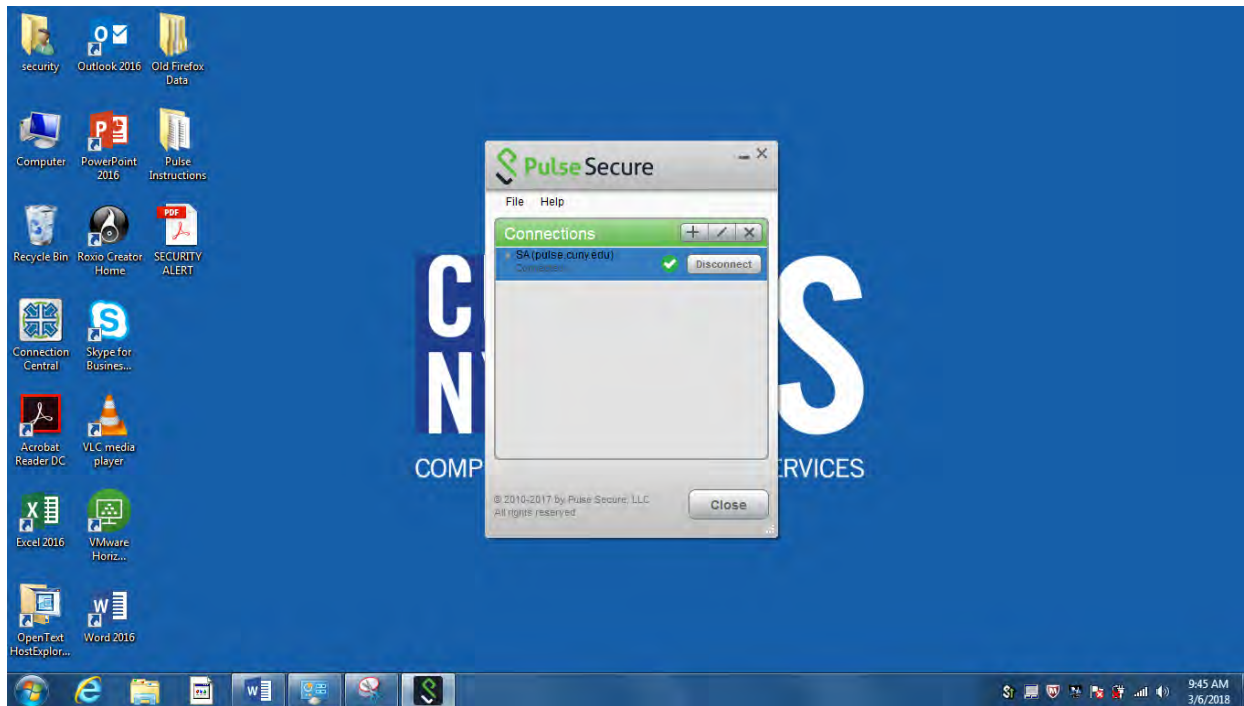 security
Outlook 2016
Old Firefox
Data
Computer
PowerPoint
2016
Pulse
Instructions
Recycle Bin
Roxio Creator
Home
PDF
SECURITY
ALERT
Connection
Central
Skype for
Busines...
Acrobat
Reader DC
VLC media
player
Excel 2016
VMware
Horiz...
OpenText
HostExplor...
Word 2016
Pulse Secure
File Help
Connections
SA (pulse.cuny.edu)
Connected
Disconnect
© 2010-2017 by Pulse Secure, LLC
All rights reserved
Close
C S
NY
COMP ERVICES
9:45 AM
3/6/2018